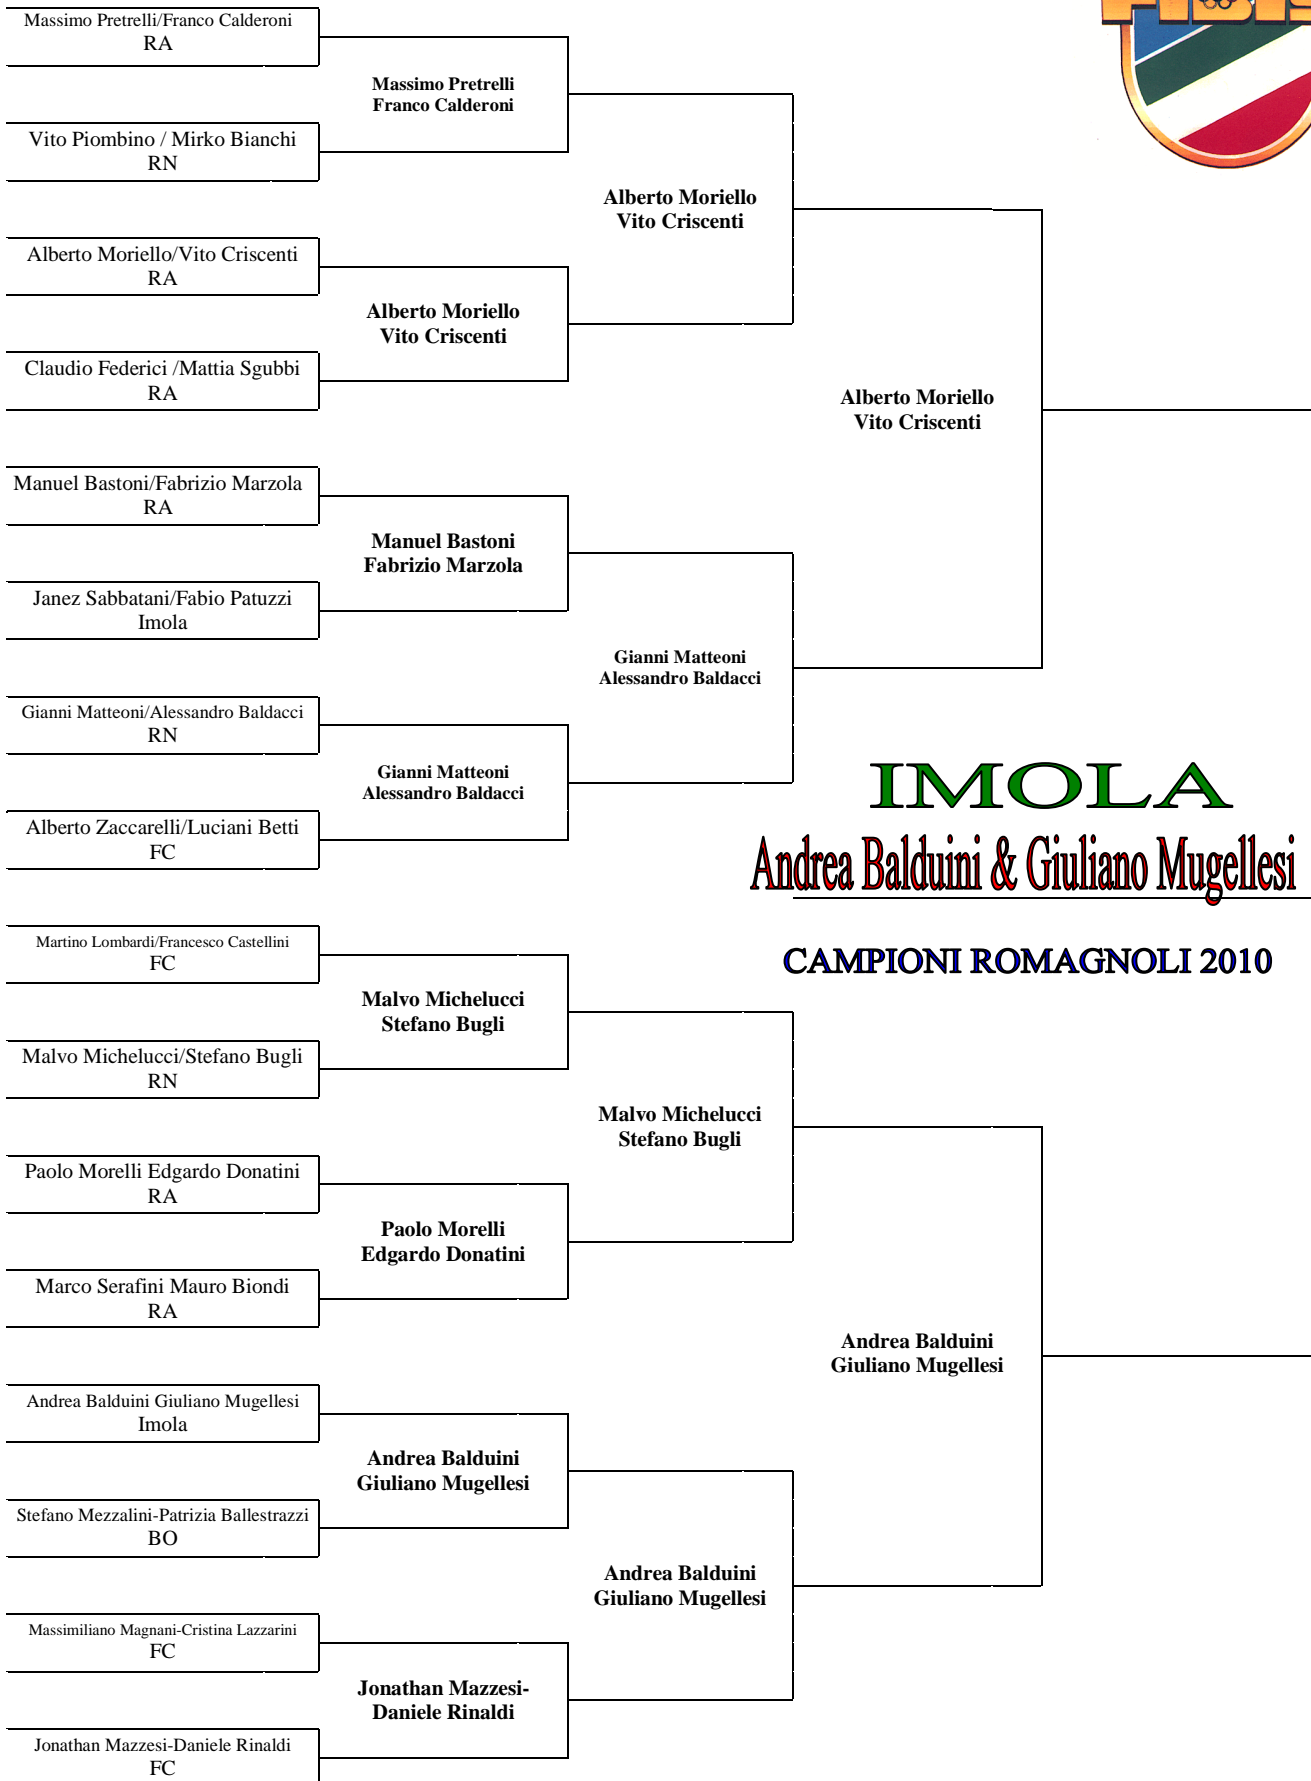 Massimo Pretrelli/Franco Calderoni
RA
Vito Piombino / Mirko Bianchi
RN
Alberto Moriello/Vito Criscenti
RA
Claudio Federici /Mattia Sgubbi
RA
Manuel Bastoni/Fabrizio Marzola
RA
Janez Sabbatani/Fabio Patuzzi
Imola
Gianni Matteoni/Alessandro Baldacci
RN
Alberto Zaccarelli/Luciani Betti
FC
Martino Lombardi/Francesco Castellini
FC
Malvo Michelucci/Stefano Bugli
RN
Paolo Morelli Edgardo Donatini
RA
Marco Serafini Mauro Biondi
RA
Andrea Balduini Giuliano Mugellesi
Imola
Stefano Mezzalini-Patrizia Ballestrazzi
BO
Massimiliano Magnani-Cristina Lazzarini
FC
Jonathan Mazzesi-Daniele Rinaldi
FC
Massimo Pretrelli
Franco Calderoni
Alberto Moriello
Vito Criscenti
Manuel Bastoni
Fabrizio Marzola
Gianni Matteoni
Alessandro Baldacci
Malvo Michelucci
Stefano Bugli
Paolo Morelli
Edgardo Donatini
Andrea Balduini
Giuliano Mugellesi
Jonathan Mazzesi-
Daniele Rinaldi
Alberto Moriello
Vito Criscenti
Gianni Matteoni
Alessandro Baldacci
Malvo Michelucci
Stefano Bugli
Andrea Balduini
Giuliano Mugellesi
Alberto Moriello
Vito Criscenti
Andrea Balduini
Giuliano Mugellesi
IMOLA
Andrea Balduini & Giuliano Mugellesi
CAMPIONI ROMAGNOLI 2010